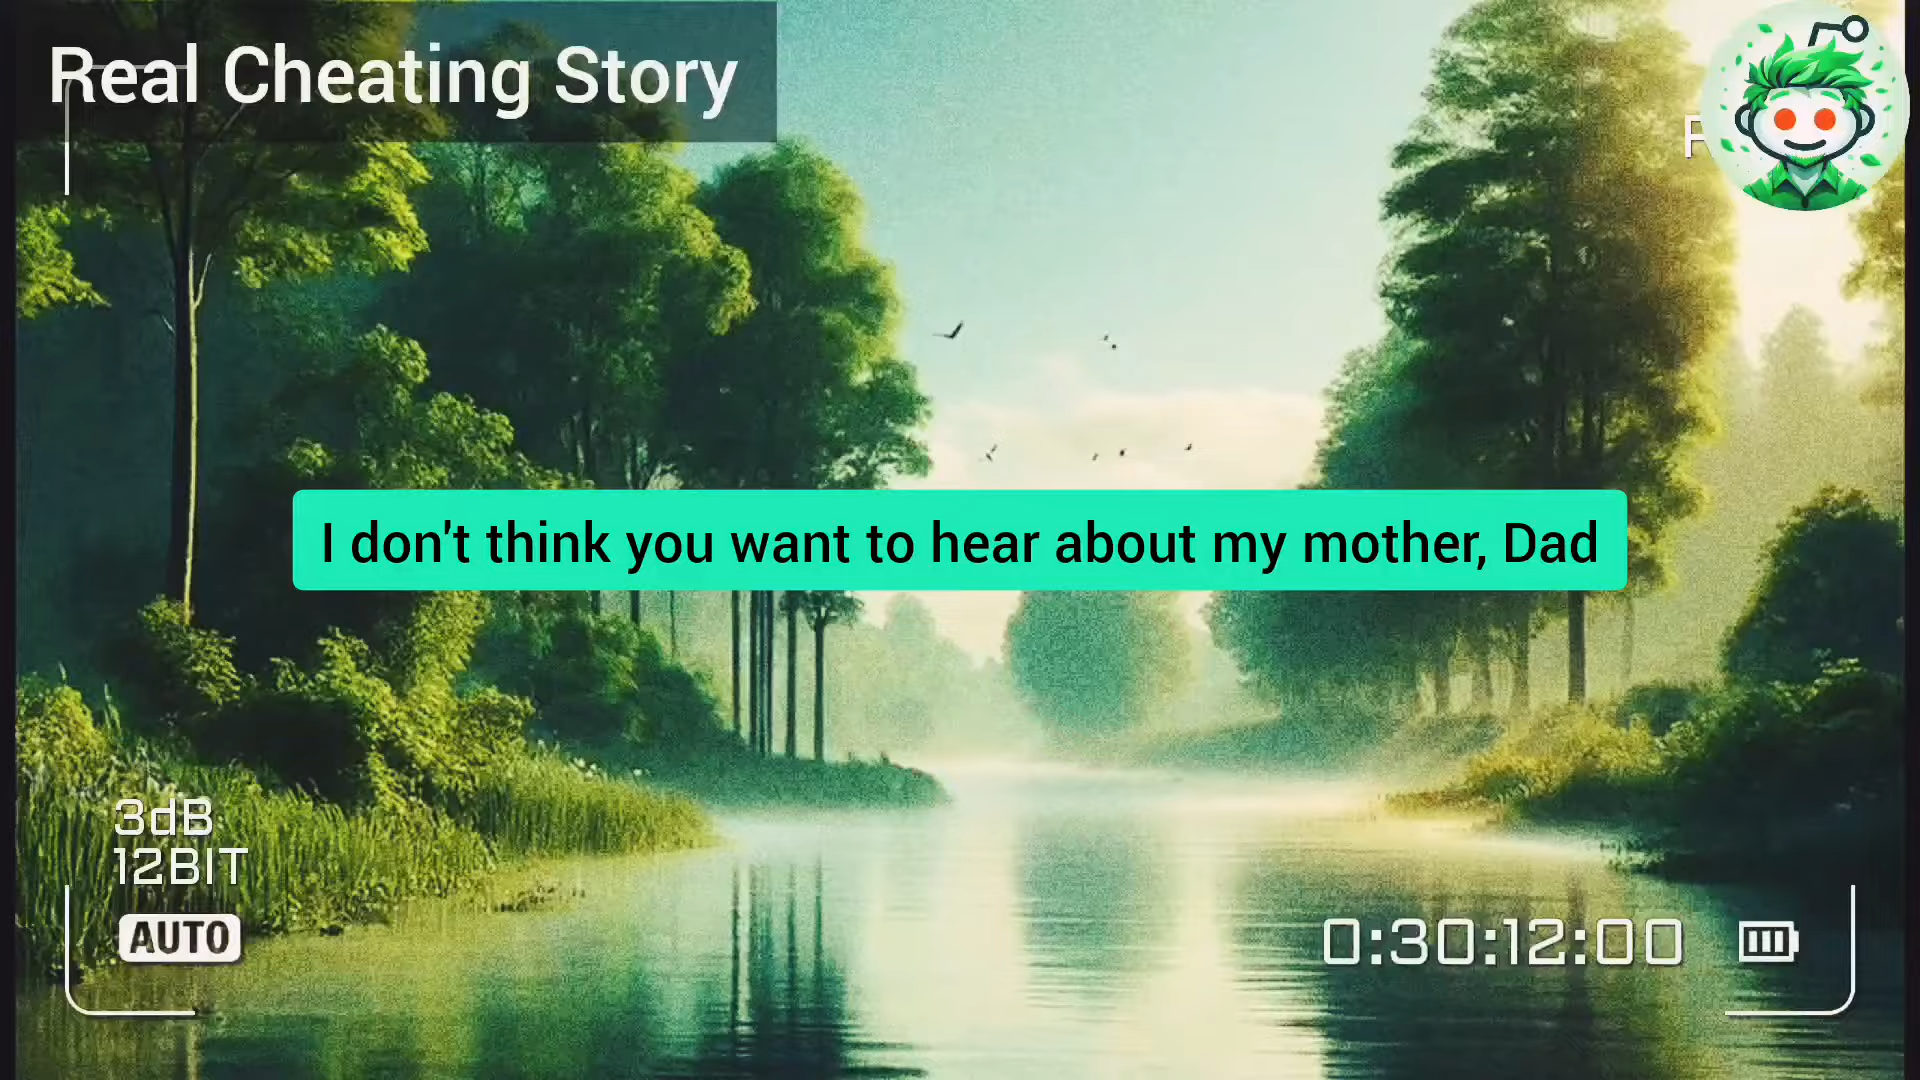 Real Cheating Story
I don't think you want to hear about my mother, Dad
3dB
12BIT
AUTO
0:30:12:00